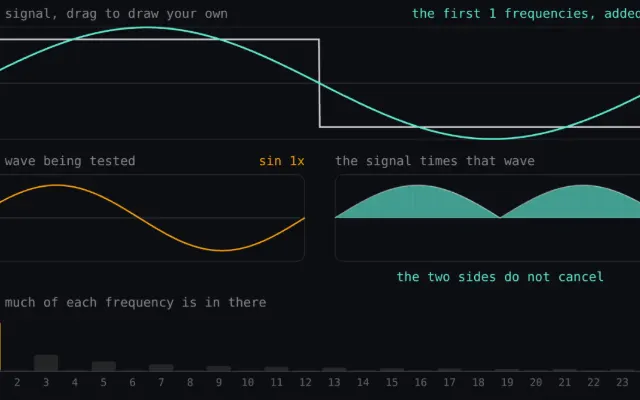 signal, drag to draw your own
the first 1 frequencies, added
wave being tested
sin 1x
the signal times that wave
the two sides do not cancel
much of each frequency is in there
2 3 4 5 6 7 8 9 10 11 12 13 14 15 16 17 18 19 20 21 22 23